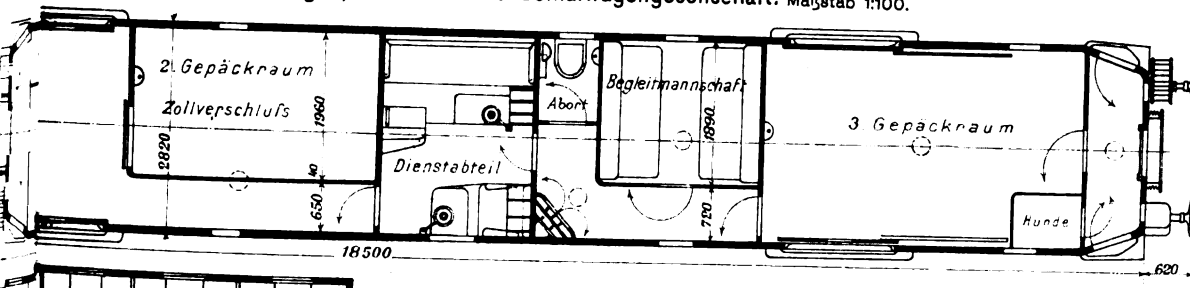 Maßstab 1:100.
2. Gepäckraum
Zollverschluß
1960
2820
40
650
Dienstabteil
Abort
Begleitmannschaft
1890
720
3. Gepäckraum
Hunde
18500
620